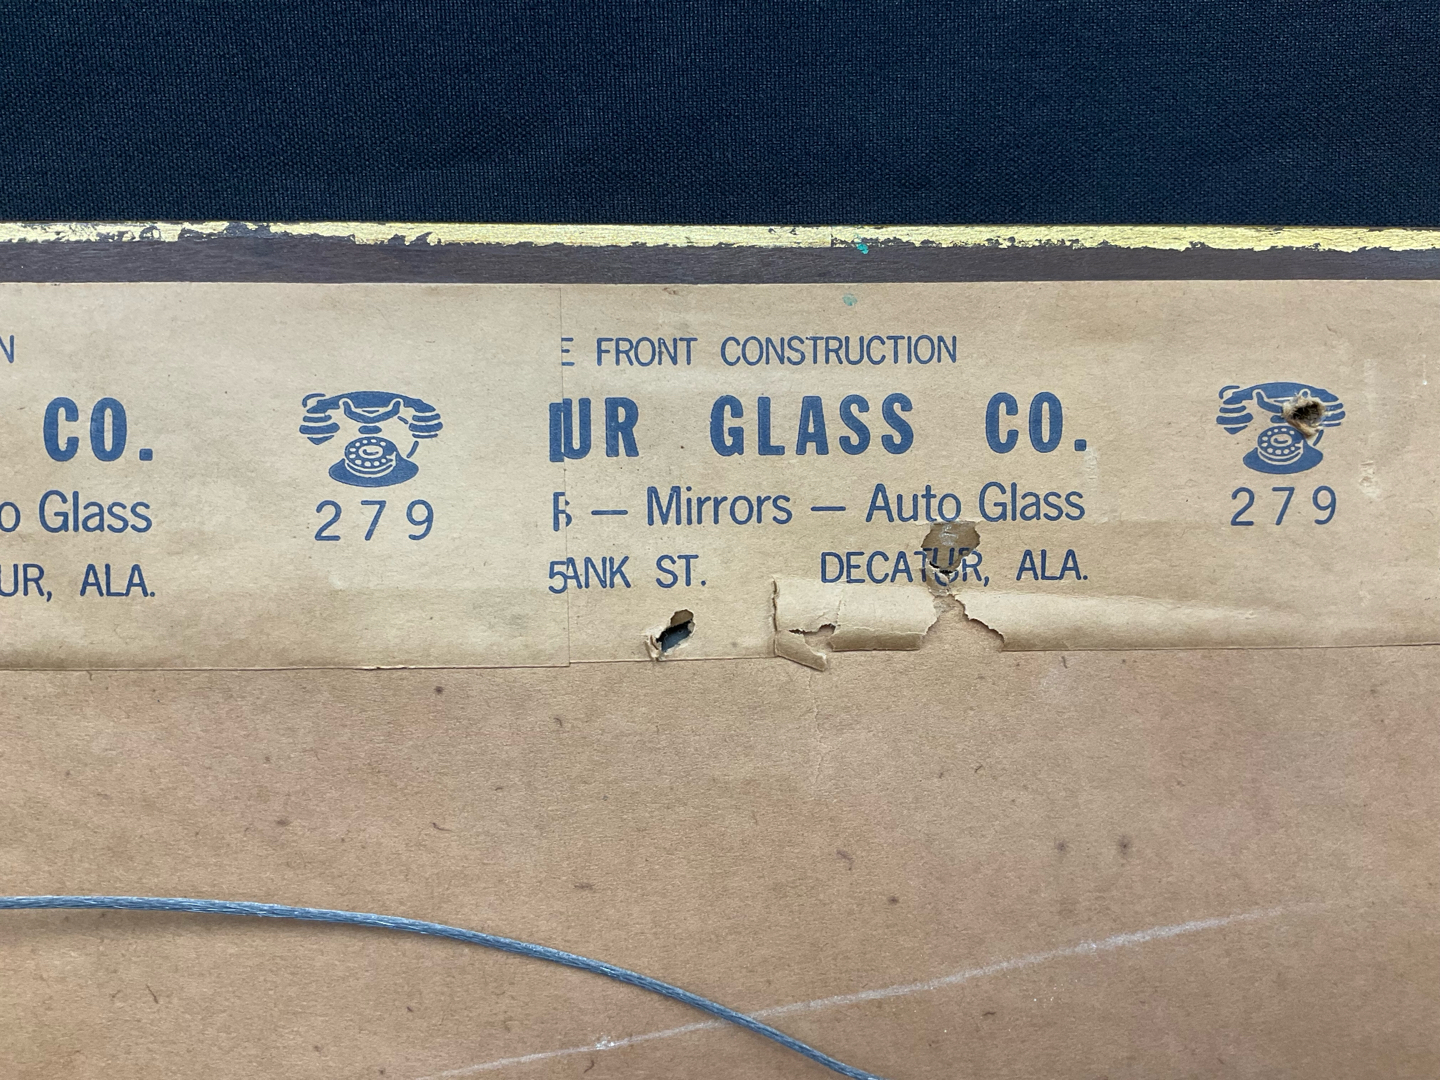 N
CO.
o Glass
UR, ALA.
279
E FRONT CONSTRUCTION
UR GLASS CO.
— Mirrors — Auto Glass
ANK ST. DECATUR, ALA.
279